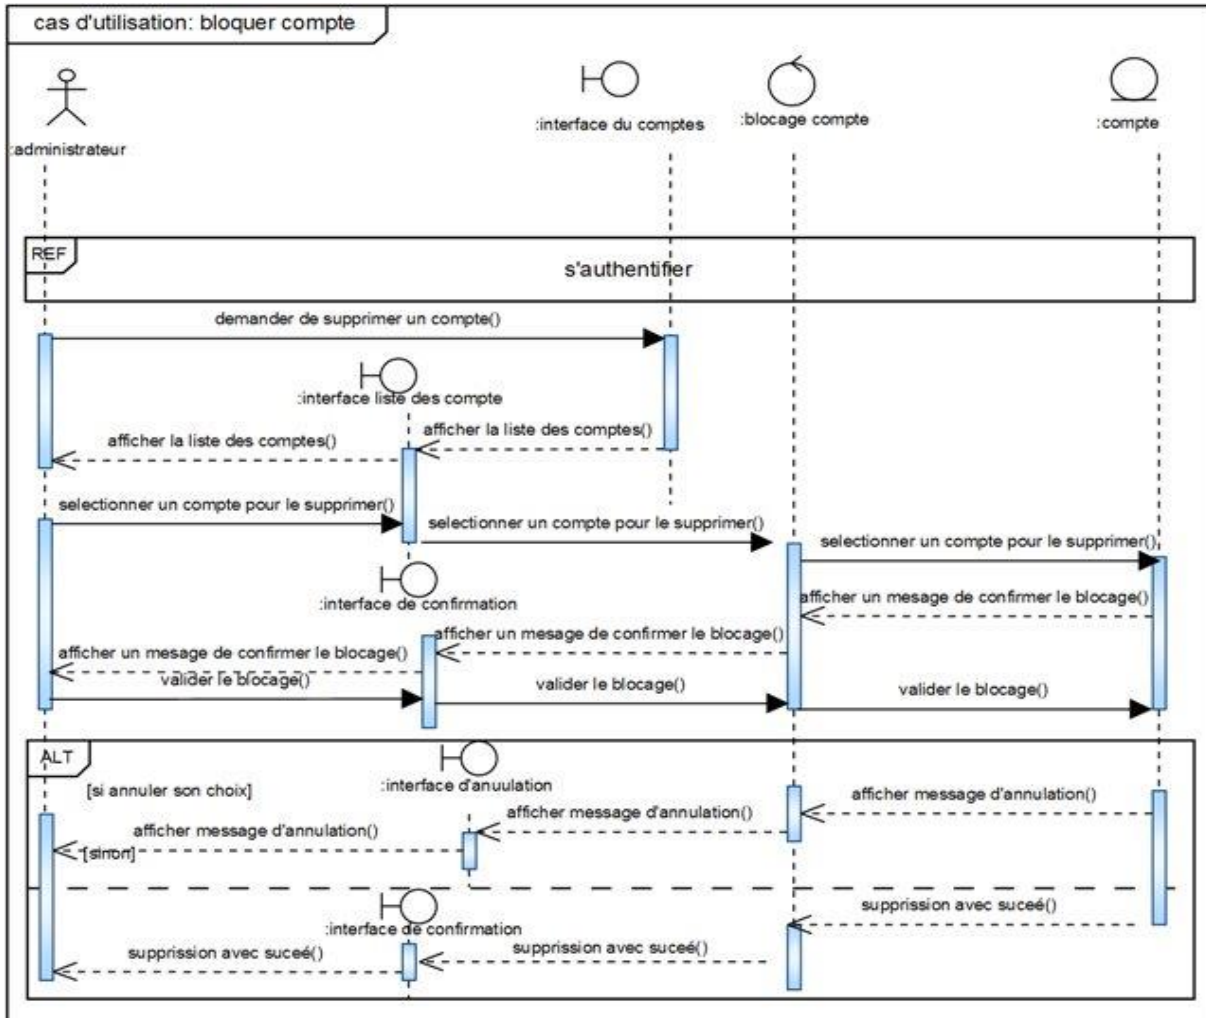 cas d'utilisation: bloquer compte
:interface du comptes
:blocage compte
:compte
:administrateur
REF
s'authentifier
demander de supprimer un compte()
:interface liste des compte
afficher la liste des comptes()
afficher la liste des comptes()
selectionner un compte pour le supprimer()
selectionner un compte pour le supprimer()
selectionner un compte pour le supprimer()
:interface de confirmation
afficher un mesage de confirmer le blocage()
afficher un mesage de confirmer le blocage()
afficher un mesage de confirmer le blocage()
valider le blocage()
valider le blocage()
valider le blocage()
ALT
:interface d'anuulation
[si annuler son choix]
afficher message d'annulation()
afficher message d'annulation()
afficher message d'annulation()
[sinon]
supprission avec suceé()
:interface de confirmation
supprission avec suceé()
supprission avec suceé()